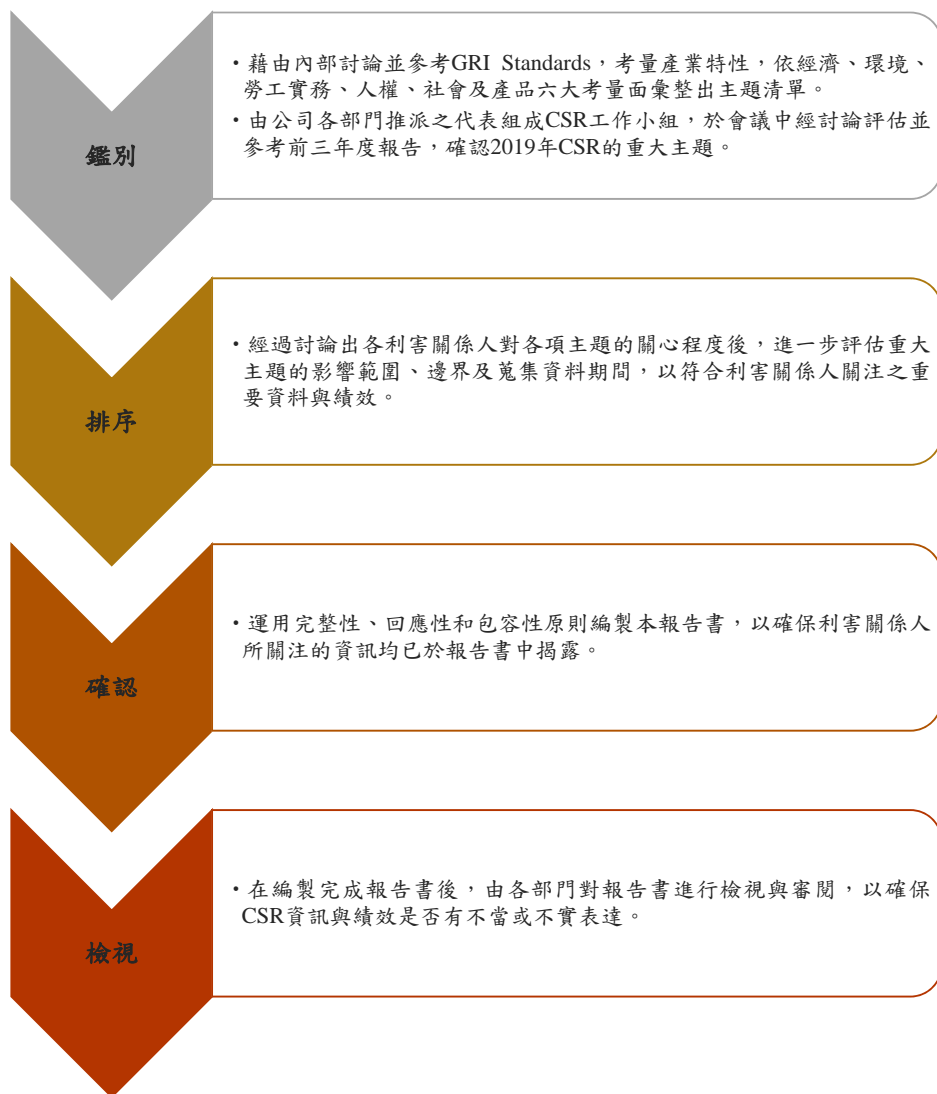 鑑別
・藉由內部討論並參考GRI Standards，考量產業特性，依經濟、環境、
勞工實務、人權、社會及產品六大考量面彙整出主題清單。
・由公司各部門推派之代表組成CSR工作小組，於會議中經討論評估並
參考前三年度報告，確認2019年CSR的重大主題。
排序
・經過討論出各利害關係人對各項主題的關心程度後，進一步評估重大
主題的影響範圍、邊界及蒐集資料期間，以符合利害關係人關注之重
要資料與績效。
確認
・運用完整性、回應性和包容性原則編製本報告書，以確保利害關係人
所關注的資訊均已於報告書中揭露。
檢視
・在編製完成報告書後，由各部門對報告書進行檢視與審閱，以確保
CSR資訊與績效是否有不當或不實表達。